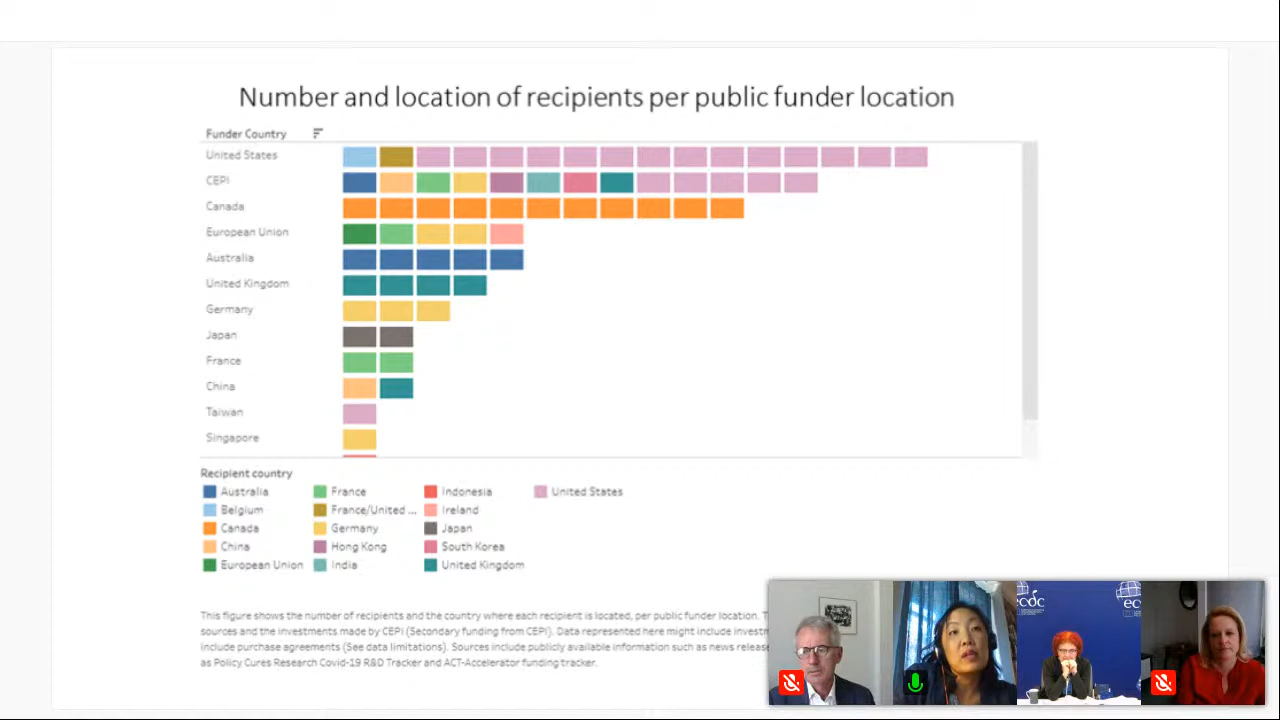 Number and location of recipients per public funder location
Funder Country
United States
CEPI
Canada
European Union
Australia
United Kingdom
Germany
Japan
France
China
Taiwan
Singapore
Recipient country
Australia France Indonesia United States
Belgium France/United ... Ireland
Canada Germany Japan
China Hong Kong South Korea
European Union India United Kingdom
This figure shows the number of recipients and the country where each recipient is located, per public funder location.
sources and the investments made by CEPI (Secondary funding from CEPI). Data represented here might include
include purchase agreements (See data limitations). Sources include publicly available information such as news
as Policy Cures Research Covid-19 R&D Tracker and ACT-Accelerator funding tracker.
ecdc
ec